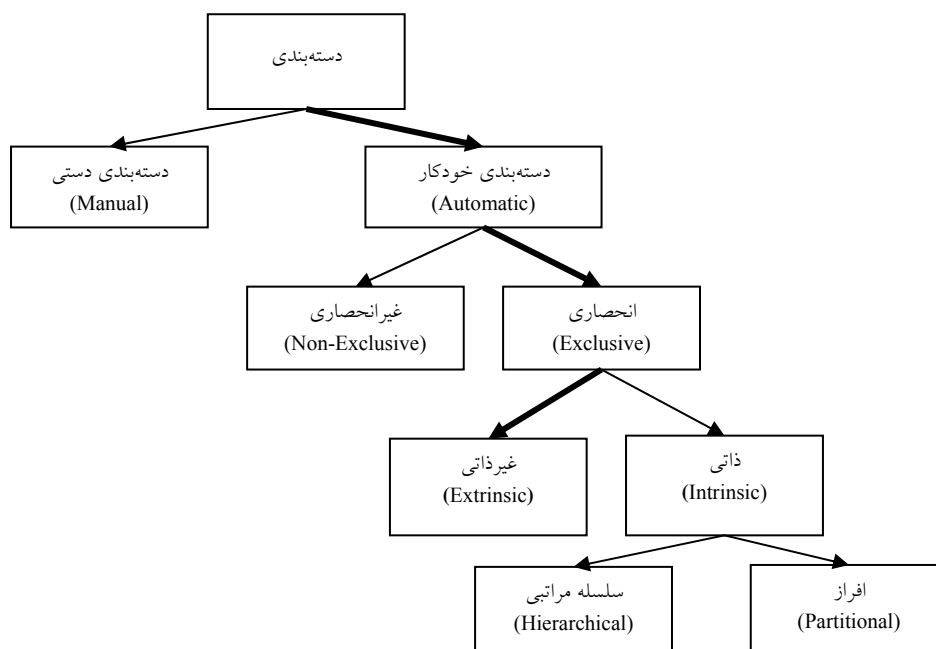 دسته‌بندی
دسته‌بندی دستی
(Manual)
دسته‌بندی خودکار
(Automatic)
غیرانحصاری
(Non-Exclusive)
انحصاری
(Exclusive)
غیرذاتی
(Extrinsic)
ذاتی
(Intrinsic)
سلسله مراتبی
(Hierarchical)
افراز
(Partitional)